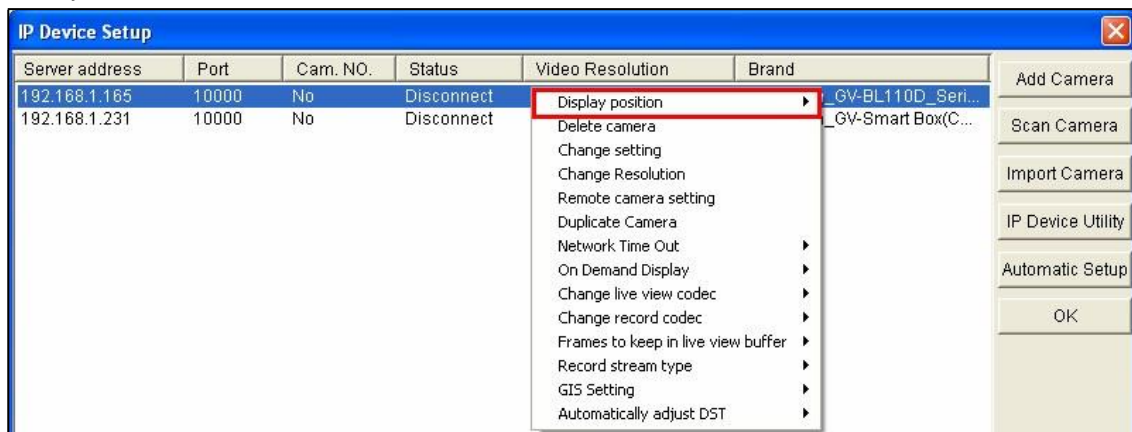 IP Device Setup
Server address Port Cam. NO. Status Video Resolution Brand
192.168.1.165 10000 No Disconnect _GV-BL110D_Seri...
192.168.1.231 10000 No Disconnect _GV-Smart Box(C...
Display position
Delete camera
Change setting
Change Resolution
Remote camera setting
Duplicate Camera
Network Time Out
On Demand Display
Change live view codec
Change record codec
Frames to keep in live view buffer
Record stream type
GIS Setting
Automatically adjust DST
Add Camera
Scan Camera
Import Camera
IP Device Utility
Automatic Setup
OK